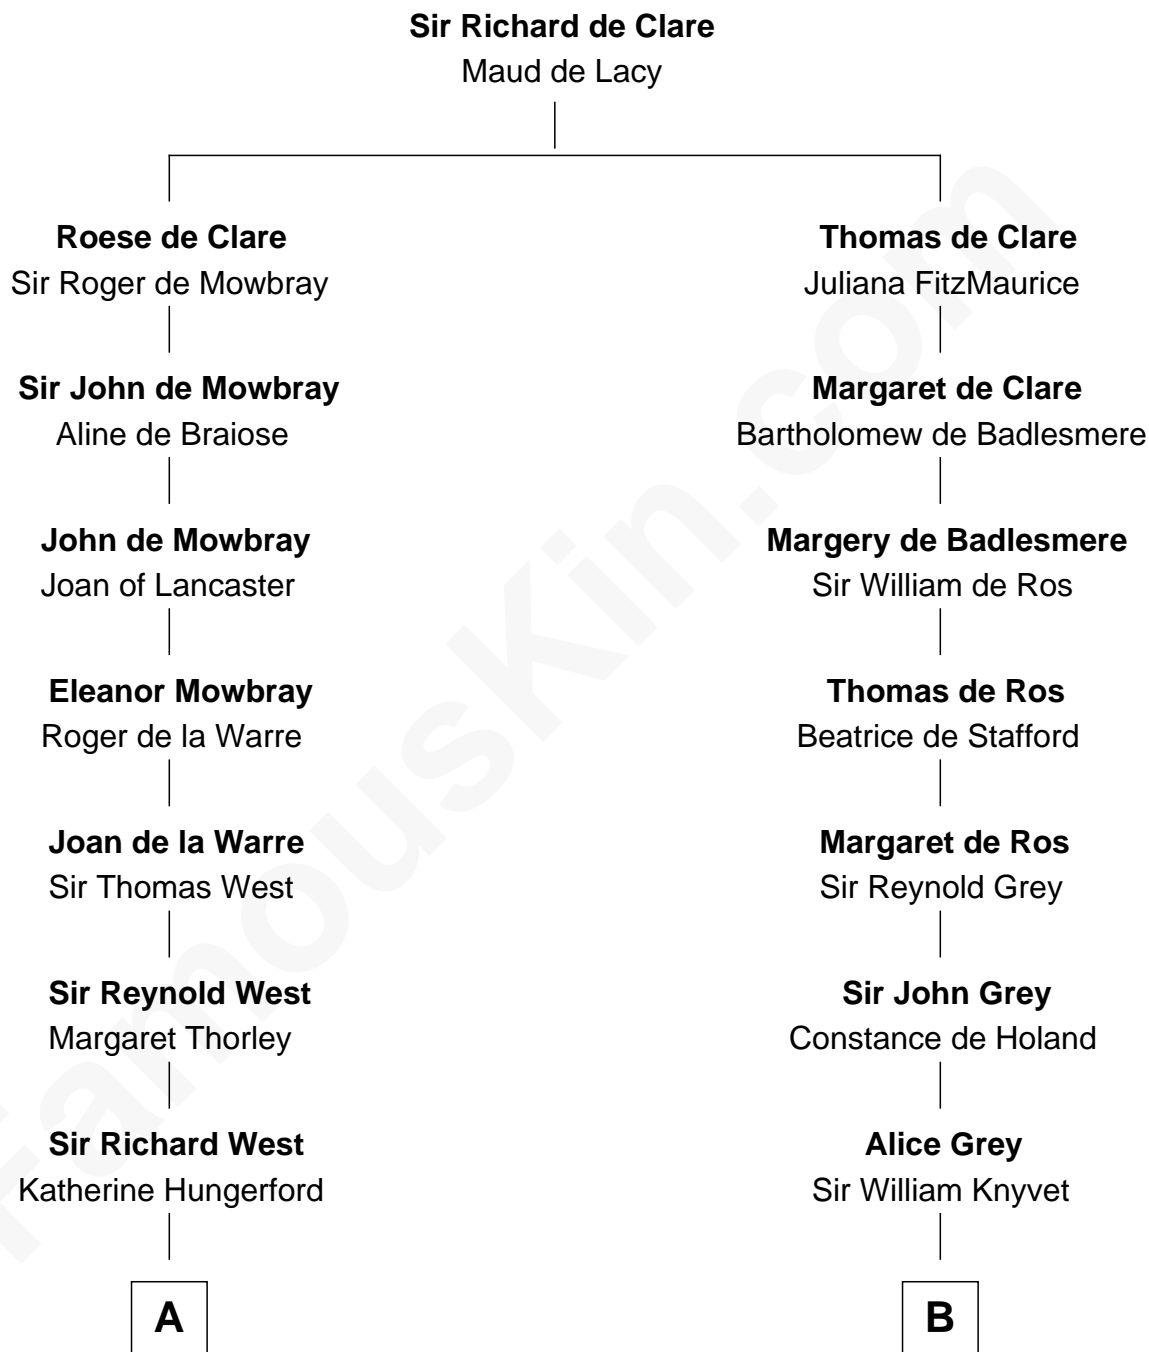 Sir Richard de Clare
Maud de Lacy
Roese de Clare
Sir Roger de Mowbray
Thomas de Clare
Juliana FitzMaurice
Sir John de Mowbray
Aline de Braiose
Margaret de Clare
Bartholomew de Badlesmere
John de Mowbray
Joan of Lancaster
Margery de Badlesmere
Sir William de Ros
Eleanor Mowbray
Roger de la Warre
Thomas de Ros
Beatrice de Stafford
Joan de la Warre
Sir Thomas West
Margaret de Ros
Sir Reynold Grey
Sir Reynold West
Margaret Thorley
Sir John Grey
Constance de Holand
Sir Richard West
Katherine Hungerford
Alice Grey
Sir William Knyvet
A
B
FamousKin.com